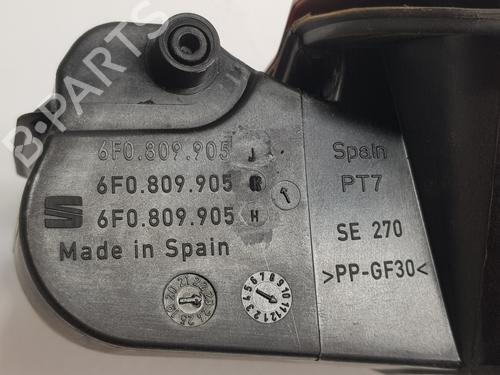 B-PARTS
6F0.809.905 J
6F0.809.905
6F0.809.905 H
Made in Spain
Spain
PT7
SE 270
>PP-GF30<